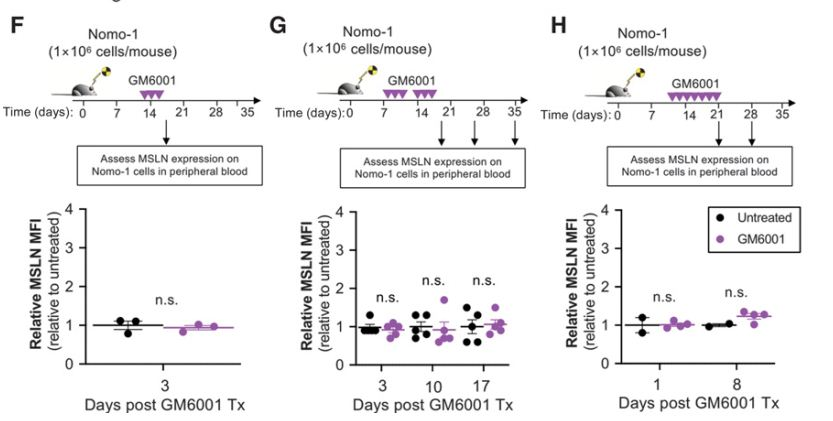 F
Nomo-1
(1×10⁶ cells/mouse)
GM6001
Time (days): 0 7 14 21 28 35
Assess MSLN expression on
Nomo-1 cells in peripheral blood
Relative MSLN MFI
(relative to untreated)
4
3
2
1
0
n.s.
3
Days post GM6001 Tx
G
Nomo-1
(1×10⁶ cells/mouse)
GM6001
Time (days): 0 7 14 21 28 35
Assess MSLN expression on
Nomo-1 cells in peripheral blood
Relative MSLN MFI
(relative to untreated)
4
3
2
1
0
n.s. n.s. n.s.
3 10 17
Days post GM6001 Tx
H
Nomo-1
(1×10⁶ cells/mouse)
GM6001
Time (days): 0 7 14 21 28 35
Assess MSLN expression on
Nomo-1 cells in peripheral blood
Untreated
GM6001
Relative MSLN MFI
(relative to untreated)
4
3
2
1
0
n.s. n.s.
1 8
Days post GM6001 Tx